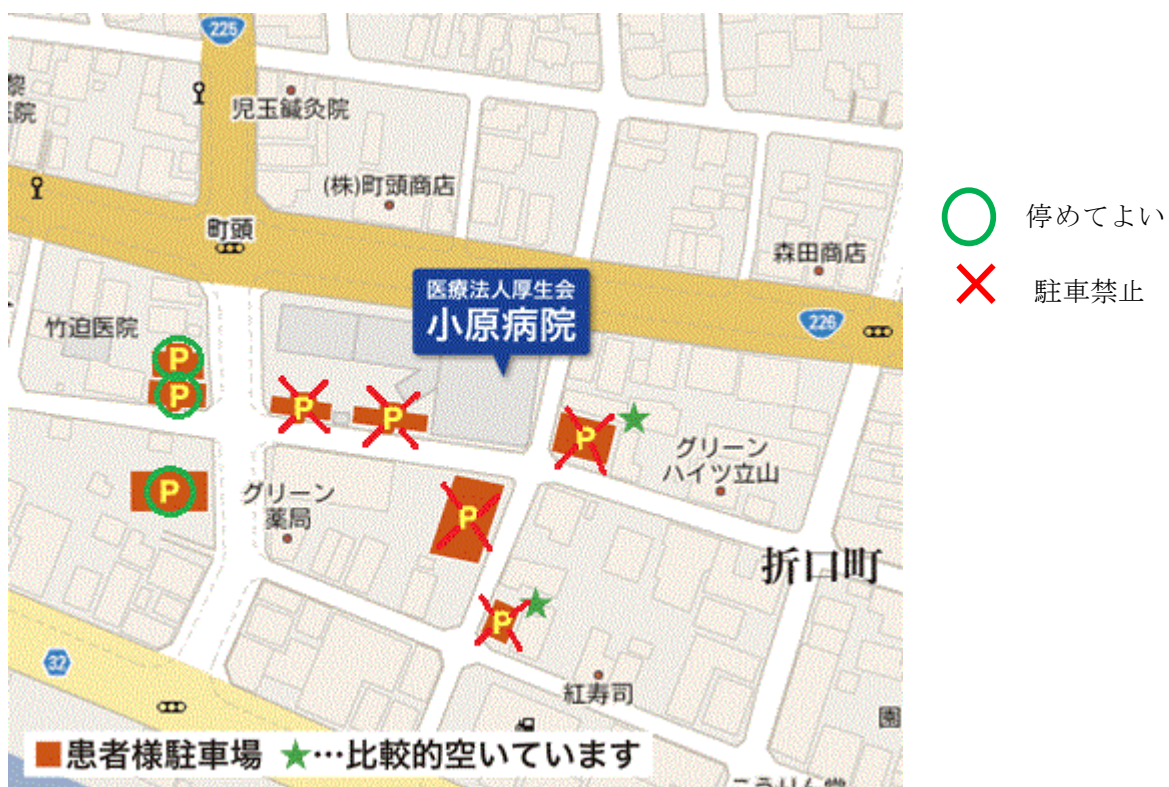 225
児玉鍼灸院
院
(株)町頭商店
町頭
停めてよい
森田商店
駐車禁止
医療法人厚生会
小原病院
226
竹迫医院
P
P
P
P
P
グリーン
ハイツ立山
P
グリーン
薬局
P
折口町
P
32
紅寿司
園
■患者様駐車場 ★…比較的空いています